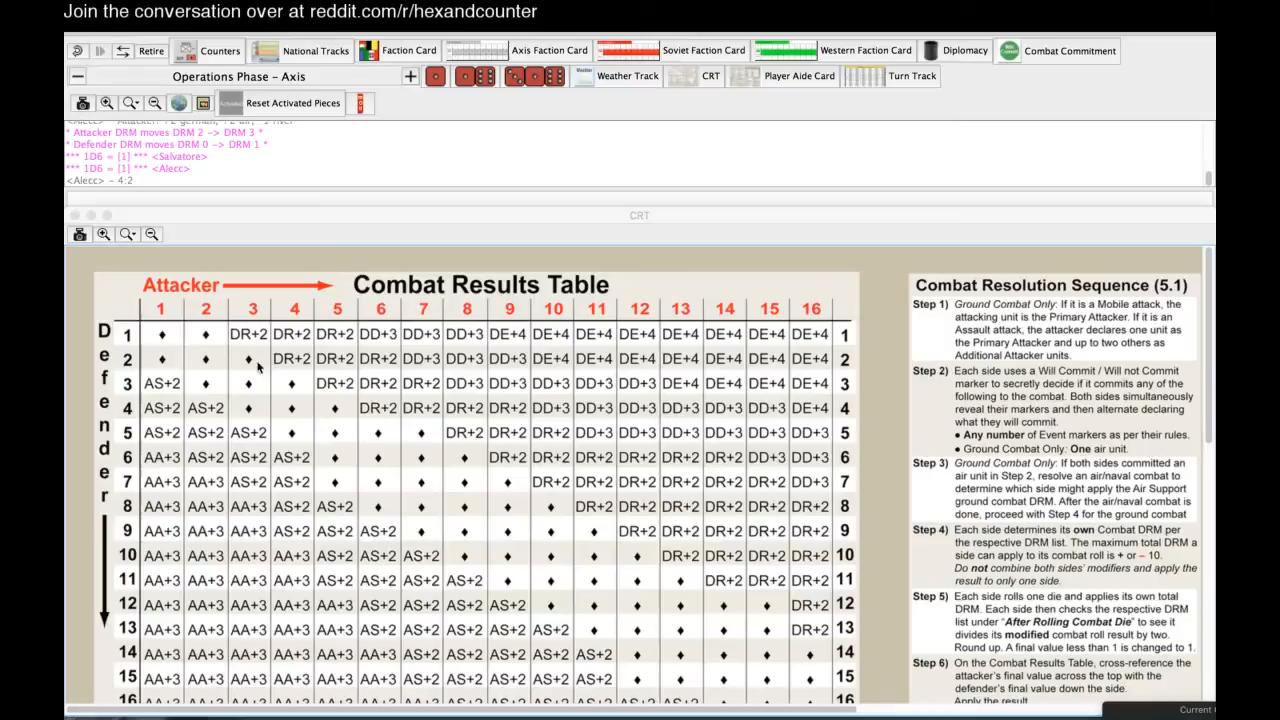 Join the conversation over at reddit.com/r/hexandcounter
Retire Counters National Tracks Faction Card Axis Faction Card Soviet Faction Card Western Faction Card Diplomacy Combat Commitment
Operations Phase - Axis Weather Track CRT Player Aide Card Turn Track
Reset Activated Pieces
* Attacker DRM moves DRM 2 -> DRM 3 *
* Defender DRM moves DRM 0 -> DRM 1 *
*** 1D6 = [1] *** <Salvatore>
*** 1D6 = [1] *** <Alecc>
<Alecc> - 4:2
CRT
Attacker Combat Results Table
1 2 3 4 5 6 7 8 9 10 11 12 13 14 15 16
Defender
1 ♦ ♦ DR+2 DR+2 DR+2 DD+3 DD+3 DD+3 DE+4 DE+4 DE+4 DE+4 DE+4 DE+4 DE+4 DE+4 1
2 ♦ ♦ ♦ DR+2 DR+2 DR+2 DD+3 DD+3 DD+3 DE+4 DE+4 DE+4 DE+4 DE+4 DE+4 DE+4 2
3 AS+2 ♦ ♦ ♦ DR+2 DR+2 DR+2 DD+3 DD+3 DD+3 DD+3 DE+4 DE+4 DE+4 DE+4 DE+4 3
4 AS+2 AS+2 ♦ ♦ ♦ DR+2 DR+2 DR+2 DR+2 DD+3 DD+3 DD+3 DD+3 DD+3 DD+3 DE+4 4
5 AS+2 AS+2 AS+2 ♦ ♦ ♦ ♦ DR+2 DR+2 DR+2 DD+3 DD+3 DD+3 DD+3 DD+3 DD+3 5
6 AA+3 AS+2 AS+2 AS+2 ♦ ♦ ♦ ♦ DR+2 DR+2 DR+2 DR+2 DR+2 DR+2 DD+3 DD+3 6
7 AA+3 AA+3 AS+2 AS+2 ♦ ♦ ♦ ♦ ♦ DR+2 DR+2 DR+2 DR+2 DR+2 DR+2 DD+3 7
8 AA+3 AA+3 AA+3 AS+2 AS+2 ♦ ♦ ♦ ♦ ♦ DR+2 DR+2 DR+2 DR+2 DR+2 DR+2 8
9 AA+3 AA+3 AA+3 AA+3 AS+2 AS+2 ♦ ♦ ♦ ♦ ♦ DR+2 DR+2 DR+2 DR+2 DR+2 9
10 AA+3 AA+3 AA+3 AA+3 AS+2 AS+2 AS+2 ♦ ♦ ♦ ♦ ♦ DR+2 DR+2 DR+2 DR+2 10
11 AA+3 AA+3 AA+3 AA+3 AS+2 AS+2 AS+2 AS+2 ♦ ♦ ♦ ♦ ♦ DR+2 DR+2 DR+2 11
12 AA+3 AA+3 AA+3 AA+3 AA+3 AS+2 AS+2 AS+2 AS+2 ♦ ♦ ♦ ♦ ♦ ♦ DR+2 12
13 AA+3 AA+3 AA+3 AA+3 AA+3 AS+2 AS+2 AS+2 AS+2 AS+2 ♦ ♦ ♦ ♦ ♦ DR+2 13
14 AA+3 AA+3 AA+3 AA+3 AA+3 AA+3 AS+2 AS+2 AS+2 AS+2 AS+2 ♦ ♦ ♦ ♦ ♦ 14
15 AA+3 AA+3 AA+3 AA+3 AA+3 AA+3 AA+3 AS+2 AS+2 AS+2 AS+2 ♦ ♦ ♦ ♦ ♦ 15
Combat Resolution Sequence (5.1)
Step 1) Ground Combat Only: If it is a Mobile attack, the
attacking unit is the Primary Attacker. If it is an
Assault attack, the attacker declares one unit as
the Primary Attacker and up to two others as
Additional Attacker units.
Step 2) Each side uses a Will Commit / Will not Commit
marker to secretly decide if it commits any of the
following to the combat. Both sides simultaneously
reveal their markers and then alternate declaring
what they will commit.
● Any number of Event markers as per their rules.
● Ground Combat Only: One air unit.
Step 3) Ground Combat Only: If both sides committed an
air unit in Step 2, resolve an air/naval combat to
determine which side might apply the Air Support
ground combat DRM. After the air/naval combat is
done, proceed with Step 4 for the ground combat
Step 4) Each side determines its own Combat DRM per
the respective DRM list. The maximum total DRM a
side can apply to its combat roll is + or – 10.
Do not combine both sides' modifiers and apply the
result to only one side.
Step 5) Each side rolls one die and applies its own total
DRM. Each side then checks the respective DRM
list under “After Rolling Combat Die” to see it
divides its modified combat roll result by two.
Round up. A final value less than 1 is changed to 1.
Step 6) On the Combat Results Table, cross-reference the
attacker's final value across the top with the
defender's final value down the side.
Apply the result.
Current